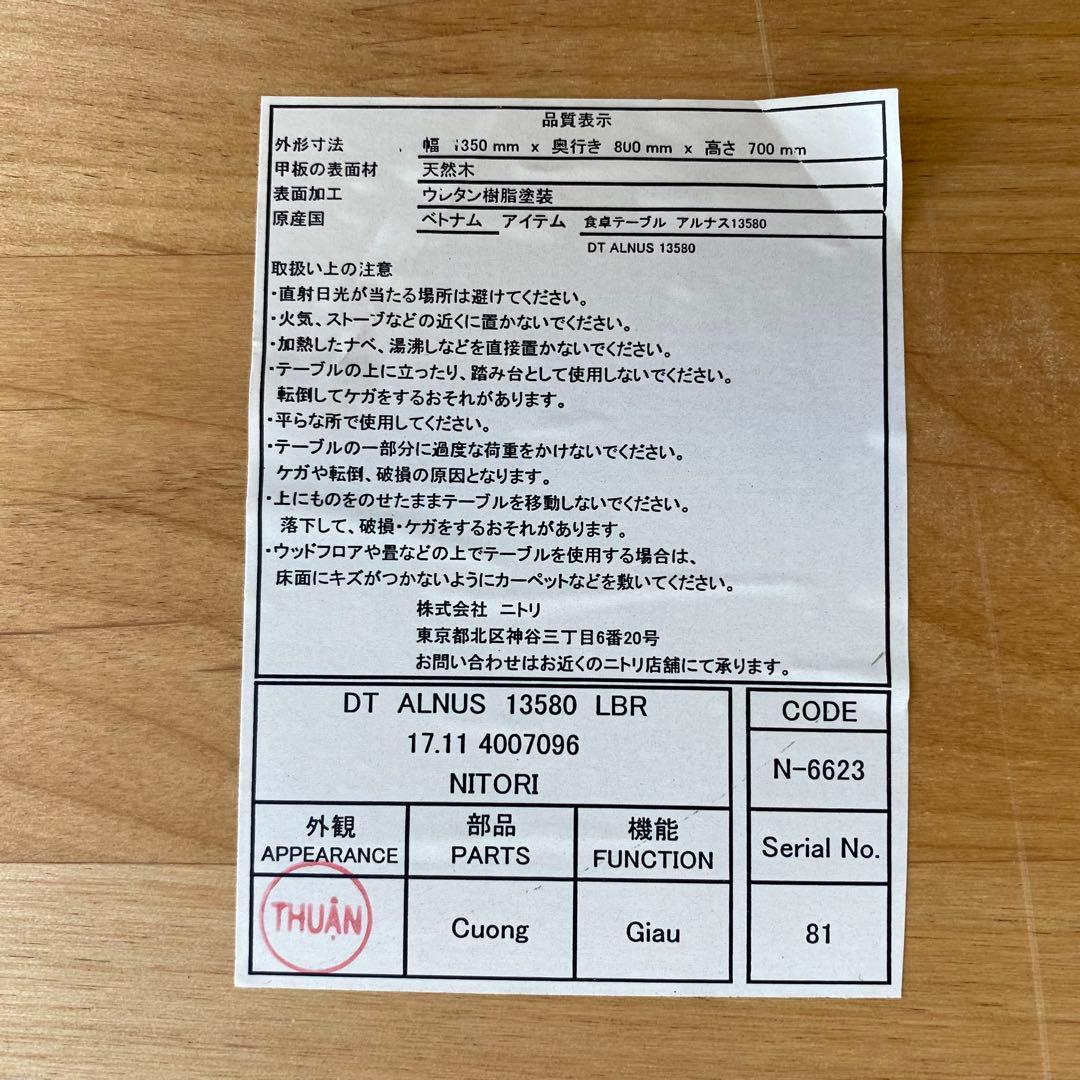 品質表示
外形寸法 幅 1350 mm x 奥行き 800 mm x 高さ 700 mm
甲板の表面材 天然木
表面加工 ウレタン樹脂塗装
原産国 ベトナム アイテム 食卓テーブル アルナス13580
DT ALNUS 13580
取扱い上の注意
・直射日光が当たる場所は避けてください。
・火気、ストーブなどの近くに置かないでください。
・加熱したナベ、湯沸しなどを直接置かないでください。
・テーブルの上に立ったり、踏み台として使用しないでください。
転倒してケガをするおそれがあります。
・平らな所で使用してください。
・テーブルの一部分に過度な荷重をかけないでください。
ケガや転倒、破損の原因となります。
・上にものをのせたままテーブルを移動しないでください。
落下して、破損・ケガをするおそれがあります。
・ウッドフロアや畳などの上でテーブルを使用する場合は、
床面にキズがつかないようにカーペットなどを敷いてください。
株式会社 ニトリ
東京都北区神谷三丁目6番20号
お問い合わせはお近くのニトリ店舗にて承ります。
DT ALNUS 13580 LBR
17.11 4007096
NITORI
CODE
N-6623
外観 部品 機能
APPEARANCE PARTS FUNCTION
Serial No.
THUẬN Cuong Giau
81